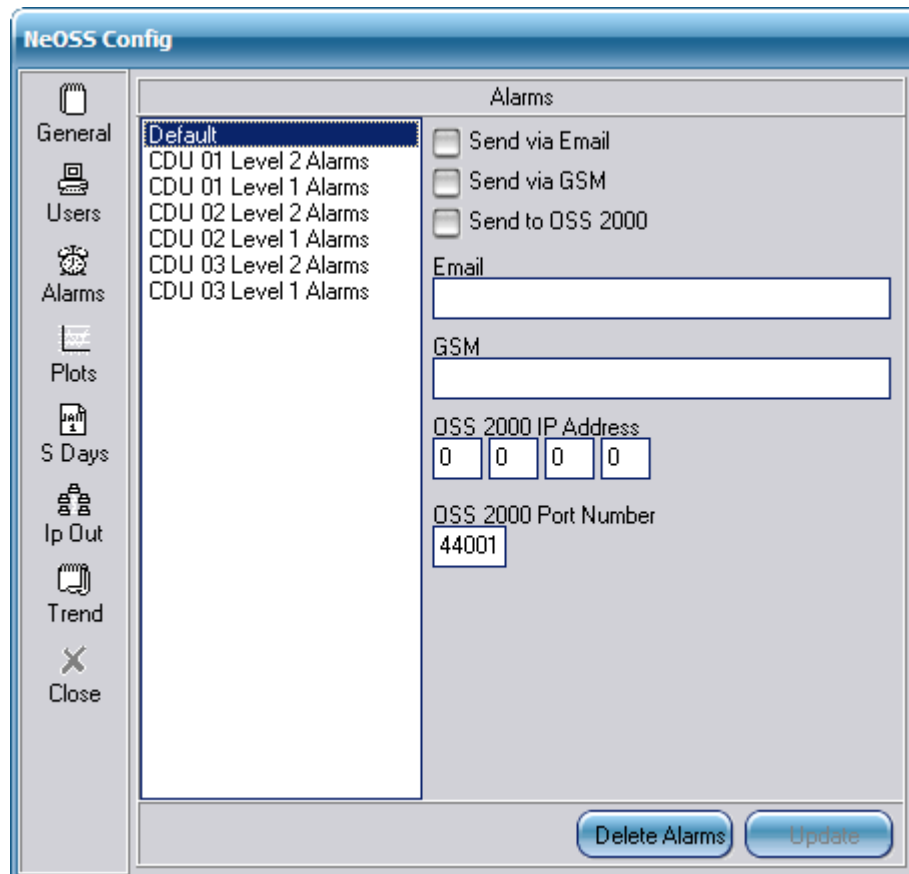 NeOSS Config
General
Users
Alarms
Plots
S Days
Ip Out
Trend
Close
Alarms
Default
CDU 01 Level 2 Alarms
CDU 01 Level 1 Alarms
CDU 02 Level 2 Alarms
CDU 02 Level 1 Alarms
CDU 03 Level 2 Alarms
CDU 03 Level 1 Alarms
Send via Email
Send via GSM
Send to OSS 2000
Email
GSM
OSS 2000 IP Address
0 0 0 0
OSS 2000 Port Number
44001
Delete Alarms
Update